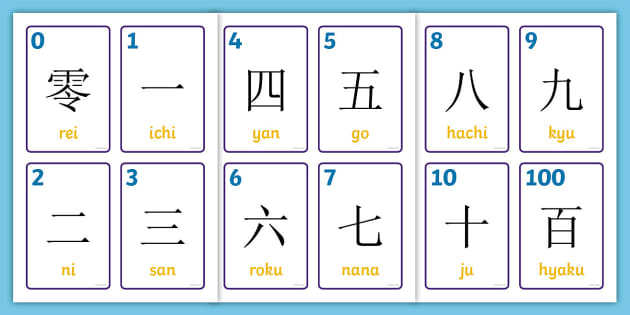 0
零
rei
1
一
ichi
2
二
ni
3
三
san
4
四
yan
5
五
go
6
六
roku
7
七
nana
8
八
hachi
9
九
kyu
10
十
ju
100
百
hyaku